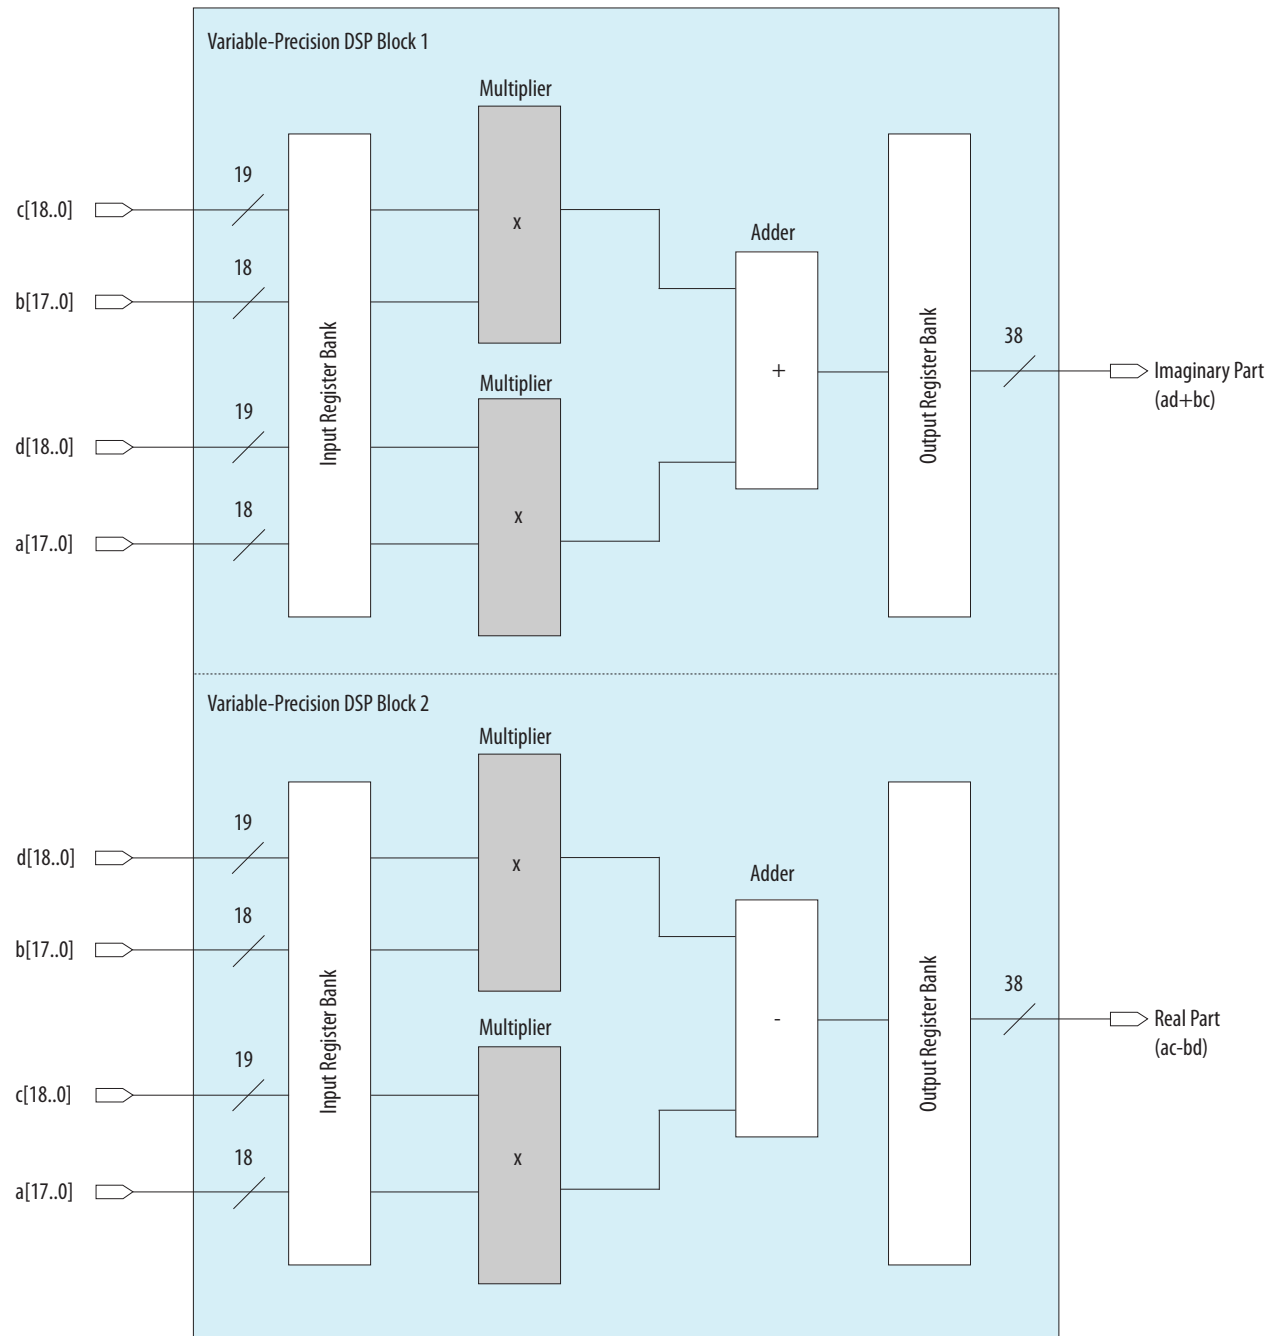 Variable-Precision DSP Block 1
Multiplier
19
c[18..0]
x
18
b[17..0]
Adder
Input Register Bank
Output Register Bank
38
+
Imaginary Part
(ad+bc)
Multiplier
19
d[18..0]
18
x
a[17..0]
Variable-Precision DSP Block 2
Multiplier
19
d[18..0]
x
Adder
18
b[17..0]
Input Register Bank
Output Register Bank
38
-
Real Part
(ac-bd)
Multiplier
19
c[18..0]
18
x
a[17..0]